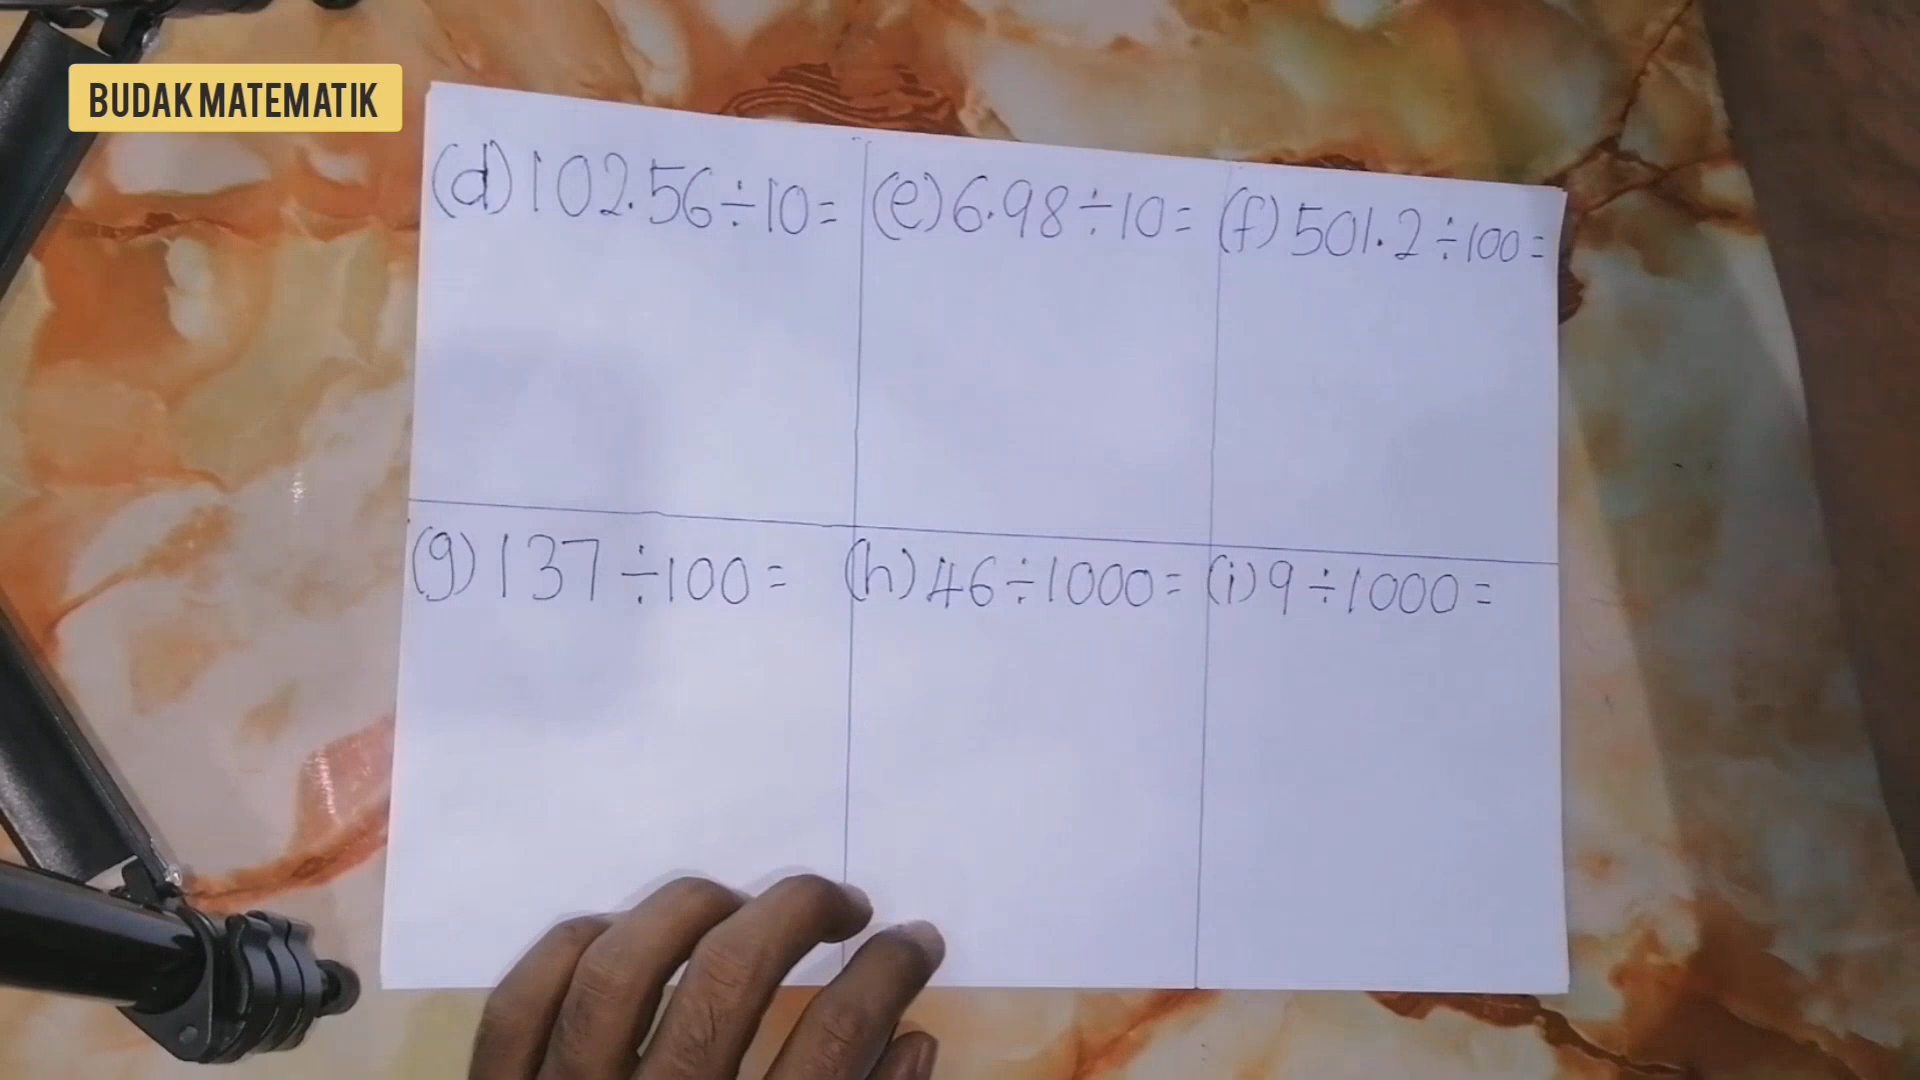 BUDAK MATEMATIK
(d) 102.56 ÷ 10 =
(e) 6.98 ÷ 10 =
(f) 501.2 ÷ 100 =
(g) 137 ÷ 100 =
(h) 46 ÷ 1000 =
(i) 9 ÷ 1000 =